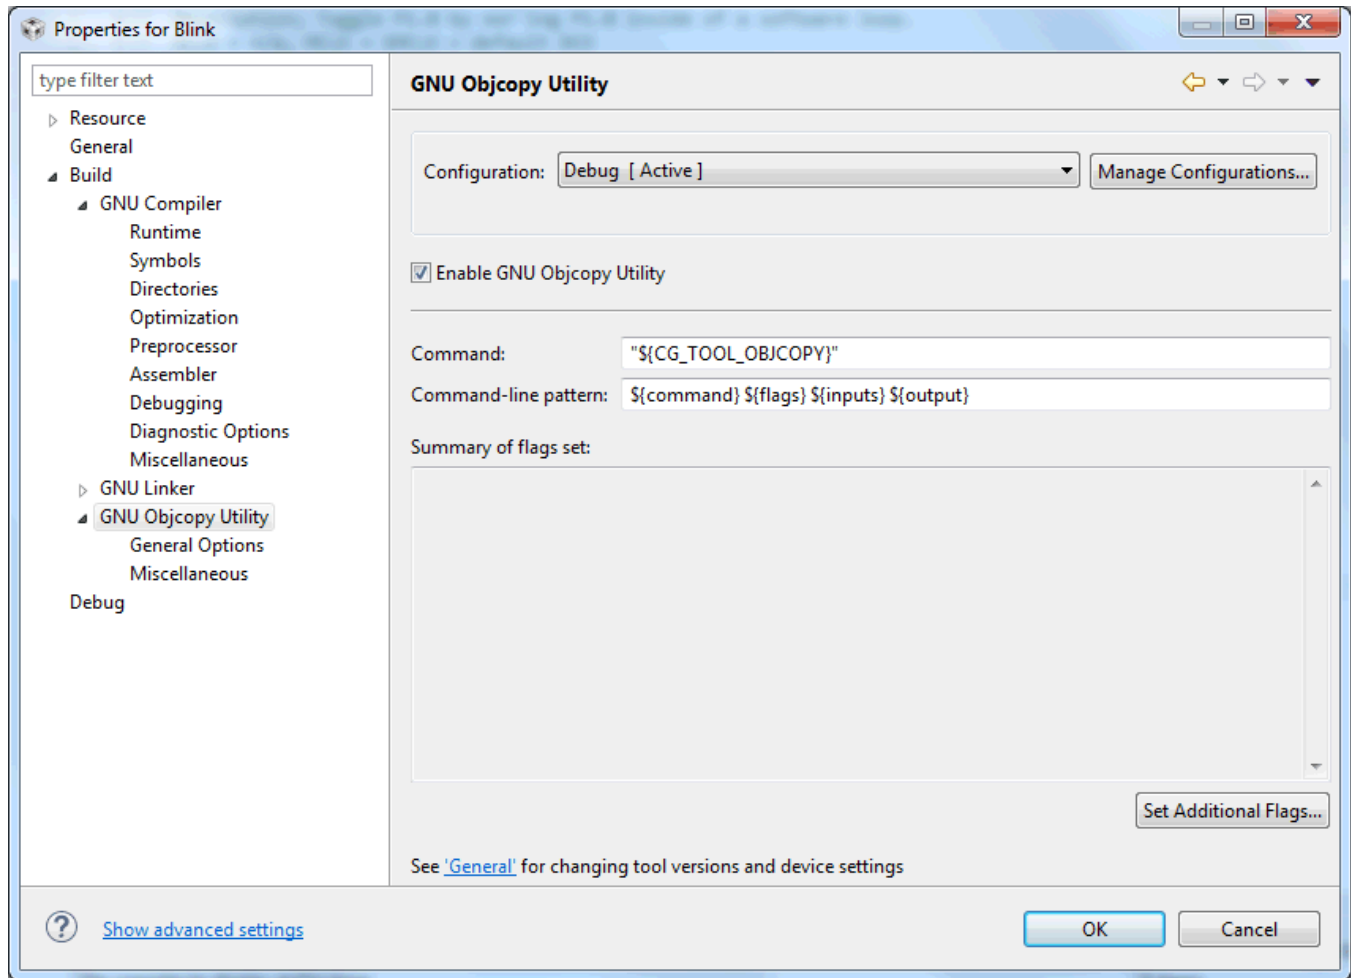 Properties for Blink
type filter text
GNU Objcopy Utility
Resource
General
Build
GNU Compiler
Runtime
Symbols
Directories
Optimization
Preprocessor
Assembler
Debugging
Diagnostic Options
Miscellaneous
GNU Linker
GNU Objcopy Utility
General Options
Miscellaneous
Debug
Configuration: Debug [ Active ] Manage Configurations...
Enable GNU Objcopy Utility
Command: "${CG_TOOL_OBJCOPY}"
Command-line pattern: ${command} ${flags} ${inputs} ${output}
Summary of flags set:
Set Additional Flags...
See 'General' for changing tool versions and device settings
Show advanced settings
OK Cancel